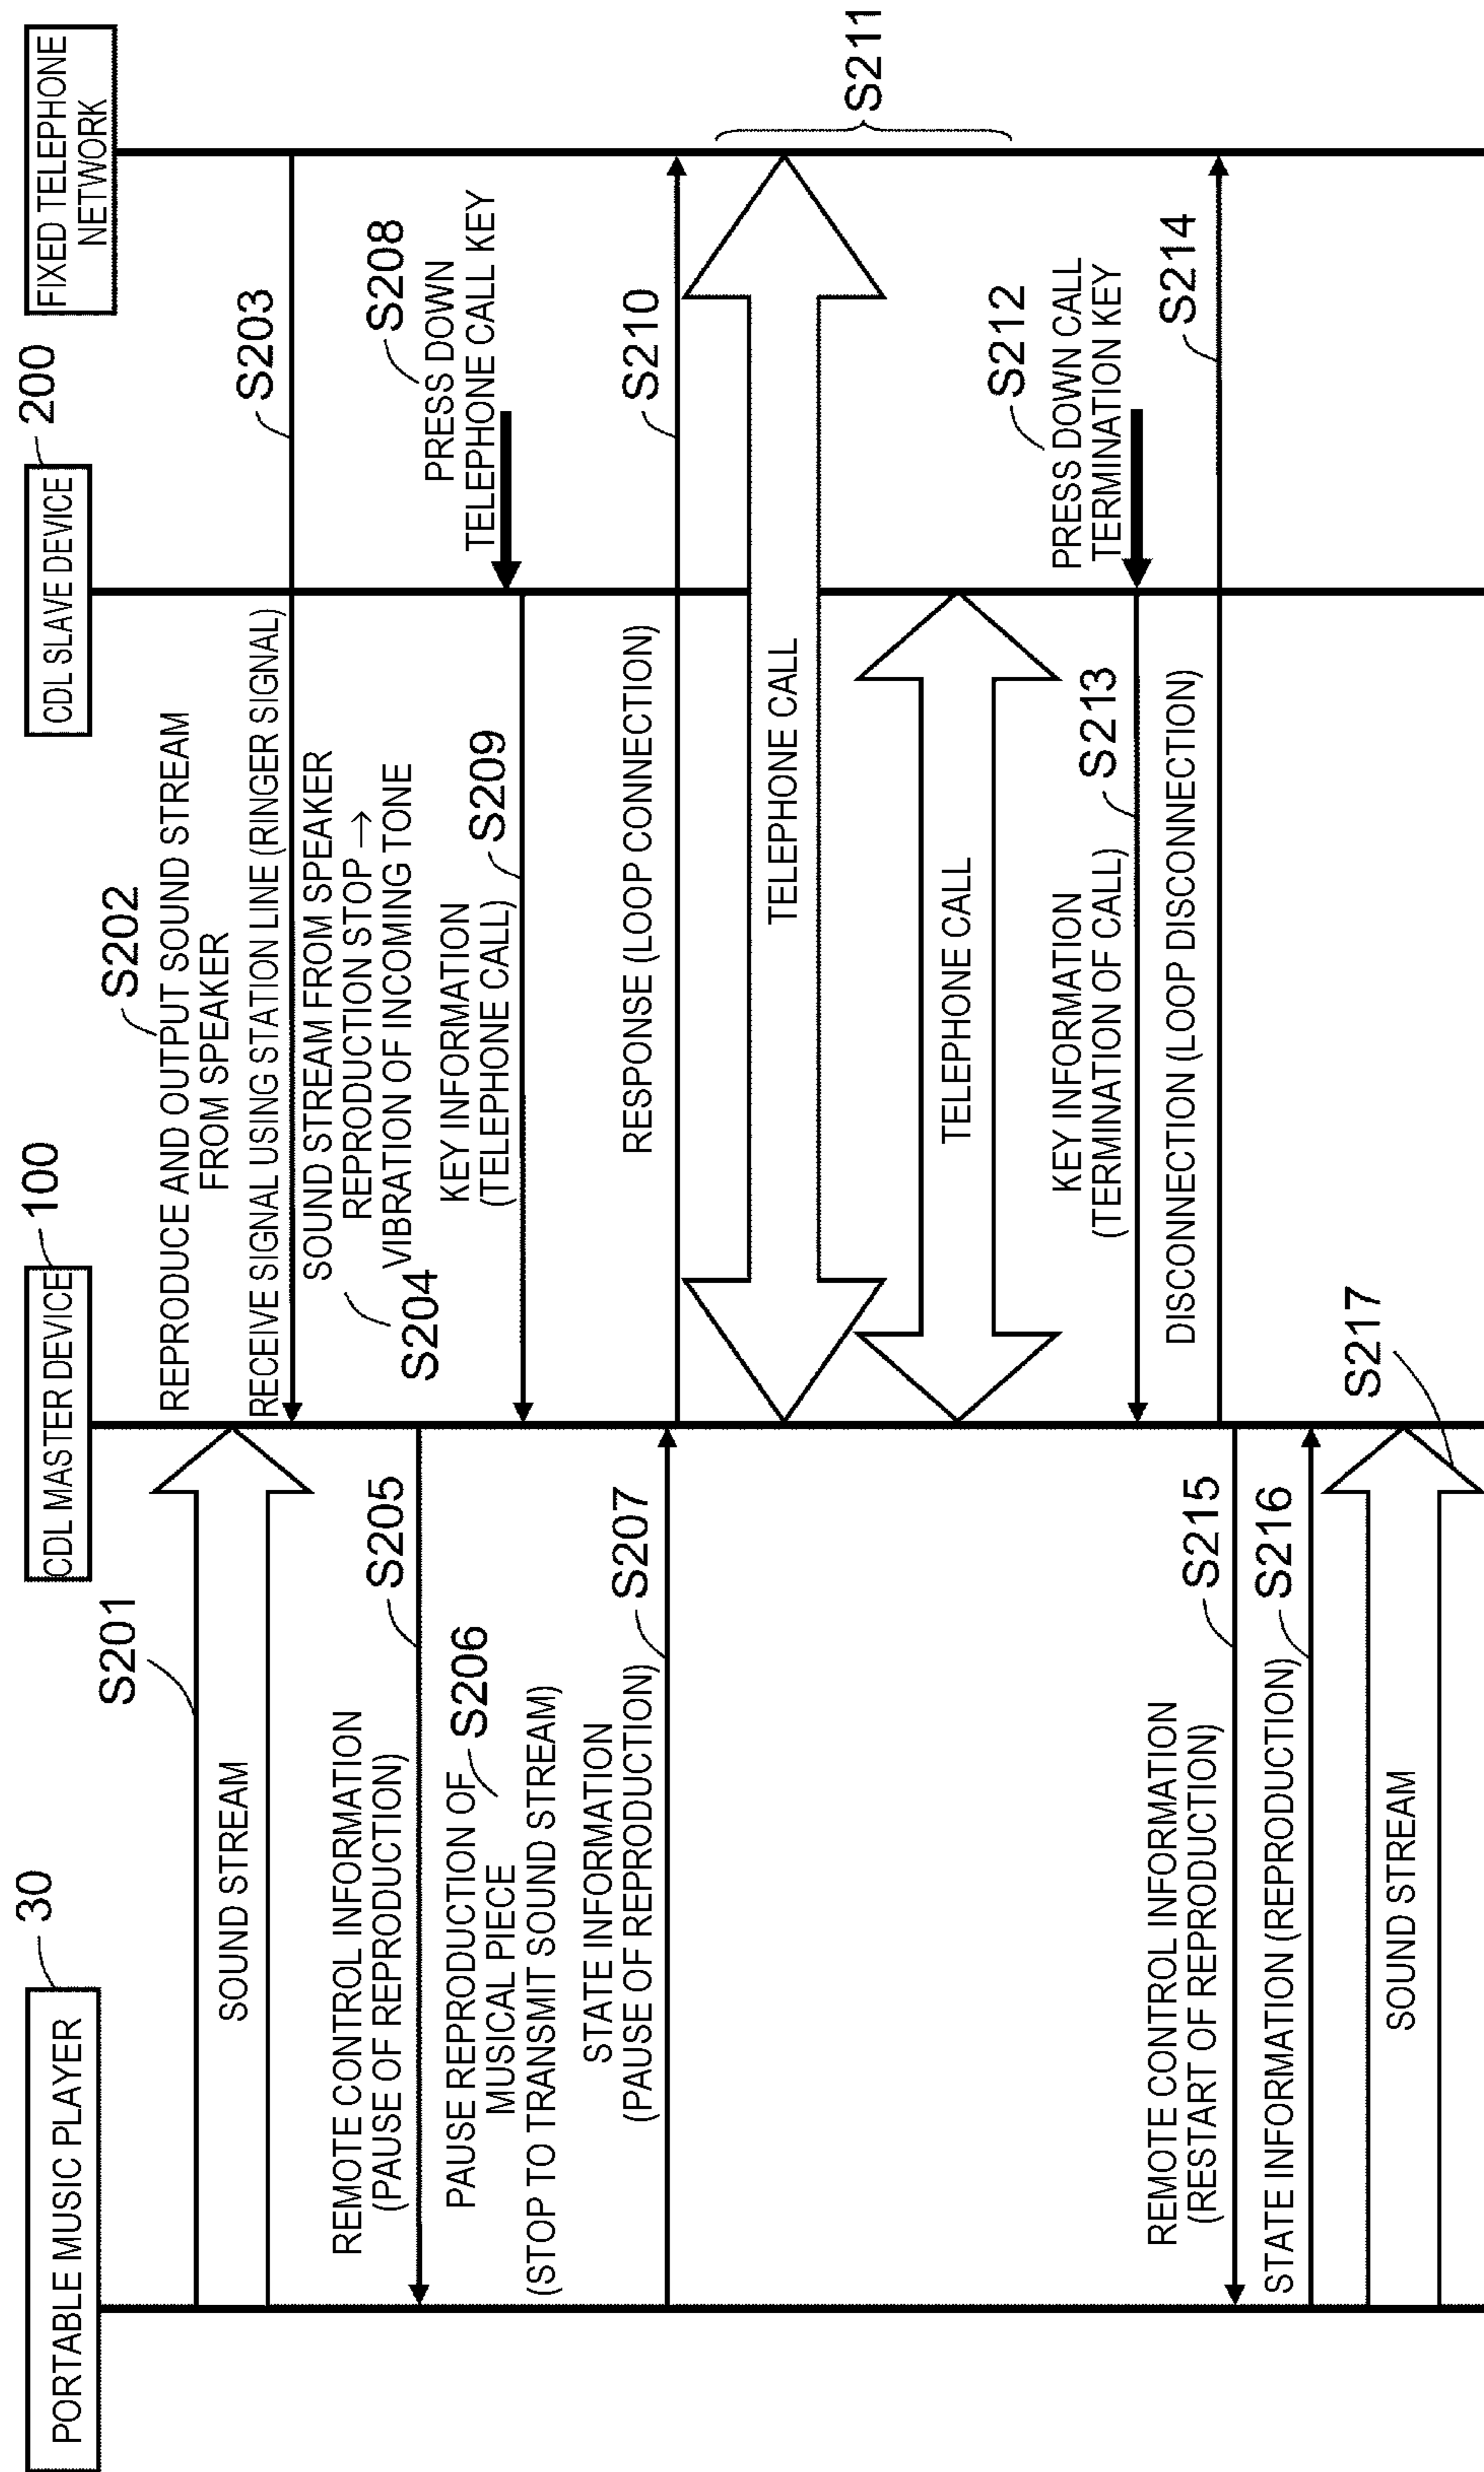 PORTABLE MUSIC PLAYER
30
CDL MASTER DEVICE
100
CDL SLAVE DEVICE
200
FIXED TELEPHONE
NETWORK
S201
SOUND STREAM
S202
REPRODUCE AND OUTPUT SOUND STREAM
FROM SPEAKER
S203
RECEIVE SIGNAL USING STATION LINE (RINGER SIGNAL)
S204
SOUND STREAM FROM SPEAKER
REPRODUCTION STOP →
VIBRATION OF INCOMING TONE
S205
REMOTE CONTROL INFORMATION
(PAUSE OF REPRODUCTION)
S206
PAUSE REPRODUCTION OF
MUSICAL PIECE
(STOP TO TRANSMIT SOUND STREAM)
S207
STATE INFORMATION
(PAUSE OF REPRODUCTION)
S208
PRESS DOWN
TELEPHONE CALL KEY
S209
KEY INFORMATION
(TELEPHONE CALL)
S210
RESPONSE (LOOP CONNECTION)
S211
TELEPHONE CALL
TELEPHONE CALL
S212
PRESS DOWN CALL
TERMINATION KEY
S213
KEY INFORMATION
(TERMINATION OF CALL)
S214
DISCONNECTION (LOOP DISCONNECTION)
S215
REMOTE CONTROL INFORMATION
(RESTART OF REPRODUCTION)
S216
STATE INFORMATION (REPRODUCTION)
S217
SOUND STREAM